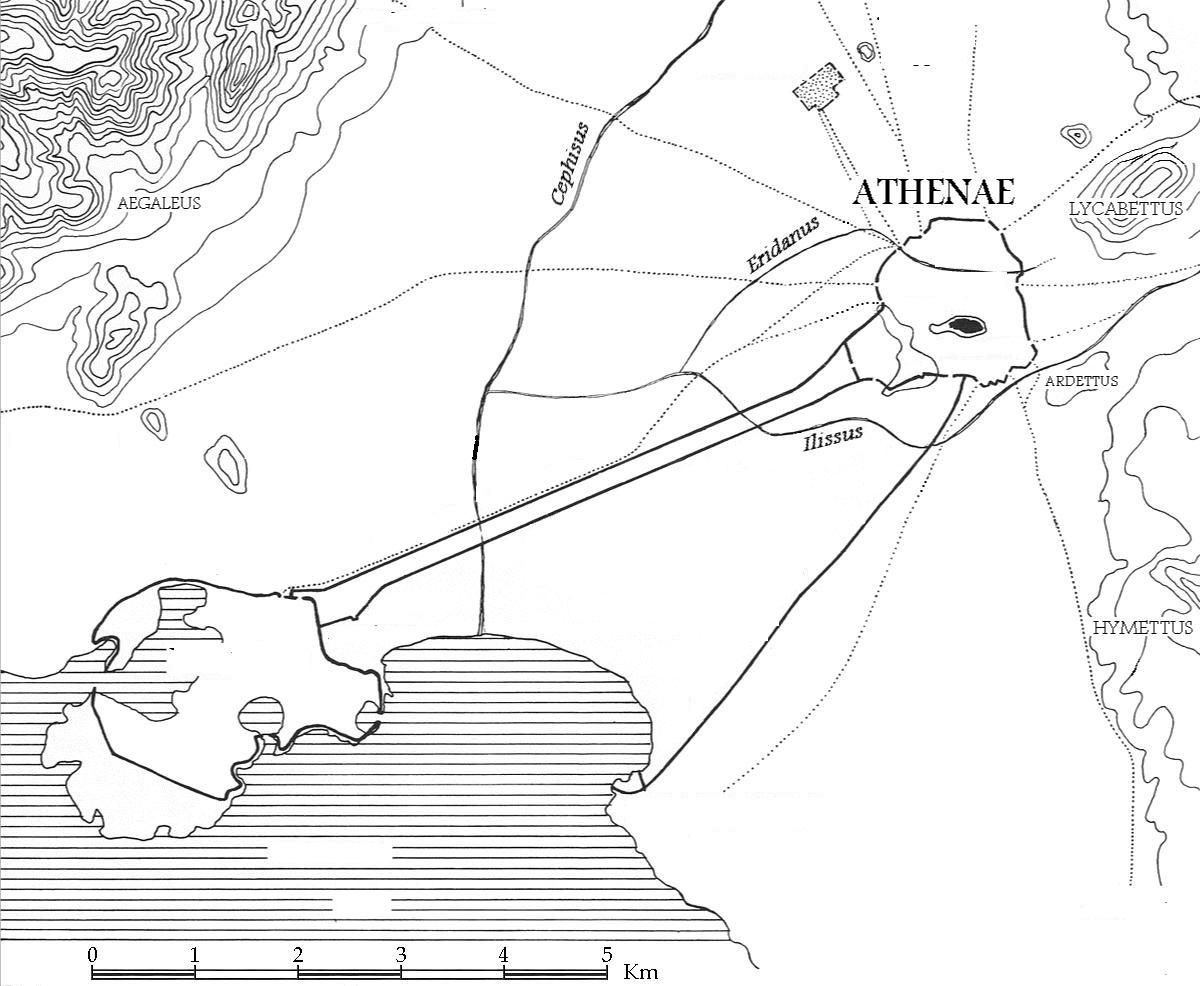 Cephisus
AEGALEUS
ATHENAE
LYCABETTUS
Eridanus
ARDETTUS
Ilissus
HYMETTUS
0 1 2 3 4 5 Km